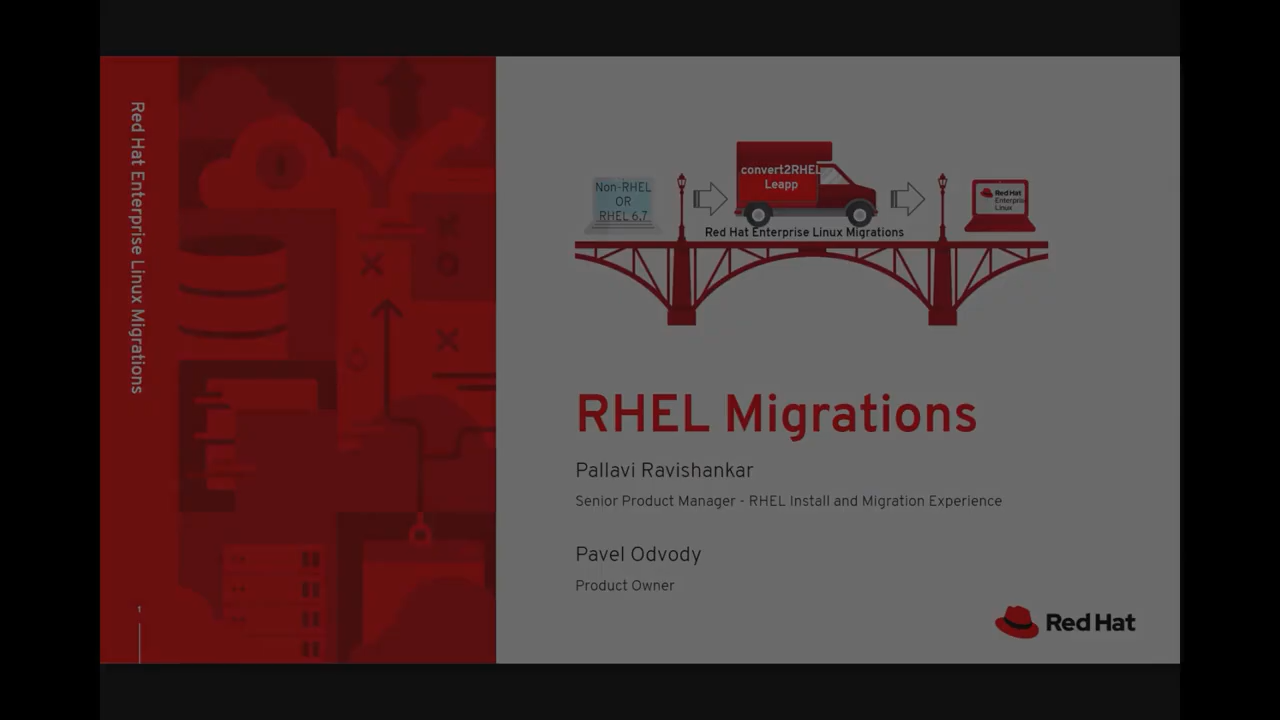 Red Hat Enterprise Linux Migrations
1
Non-RHEL
OR
RHEL 6,7
convert2RHEL
Leapp
Red Hat
Enterprise
Linux
Red Hat Enterprise Linux Migrations
RHEL Migrations
Pallavi Ravishankar
Senior Product Manager - RHEL Install and Migration Experience
Pavel Odvody
Product Owner
Red Hat